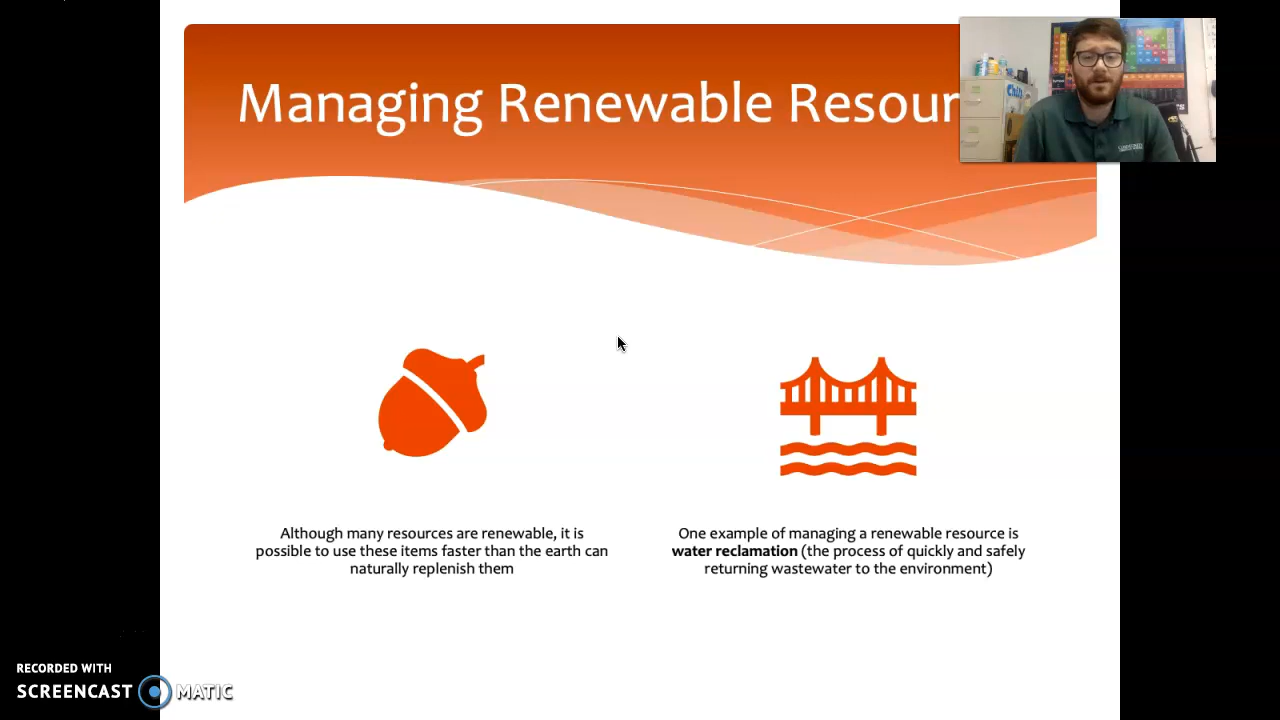 Managing Renewable Resour
Although many resources are renewable, it is
possible to use these items faster than the earth can
naturally replenish them
One example of managing a renewable resource is
water reclamation (the process of quickly and safely
returning wastewater to the environment)
RECORDED WITH
SCREENCAST MATIC